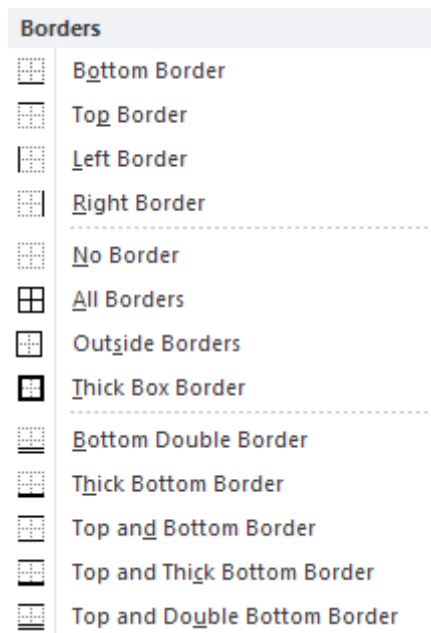 Borders
Bottom Border
Top Border
Left Border
Right Border
No Border
All Borders
Outside Borders
Thick Box Border
Bottom Double Border
Thick Bottom Border
Top and Bottom Border
Top and Thick Bottom Border
Top and Double Bottom Border